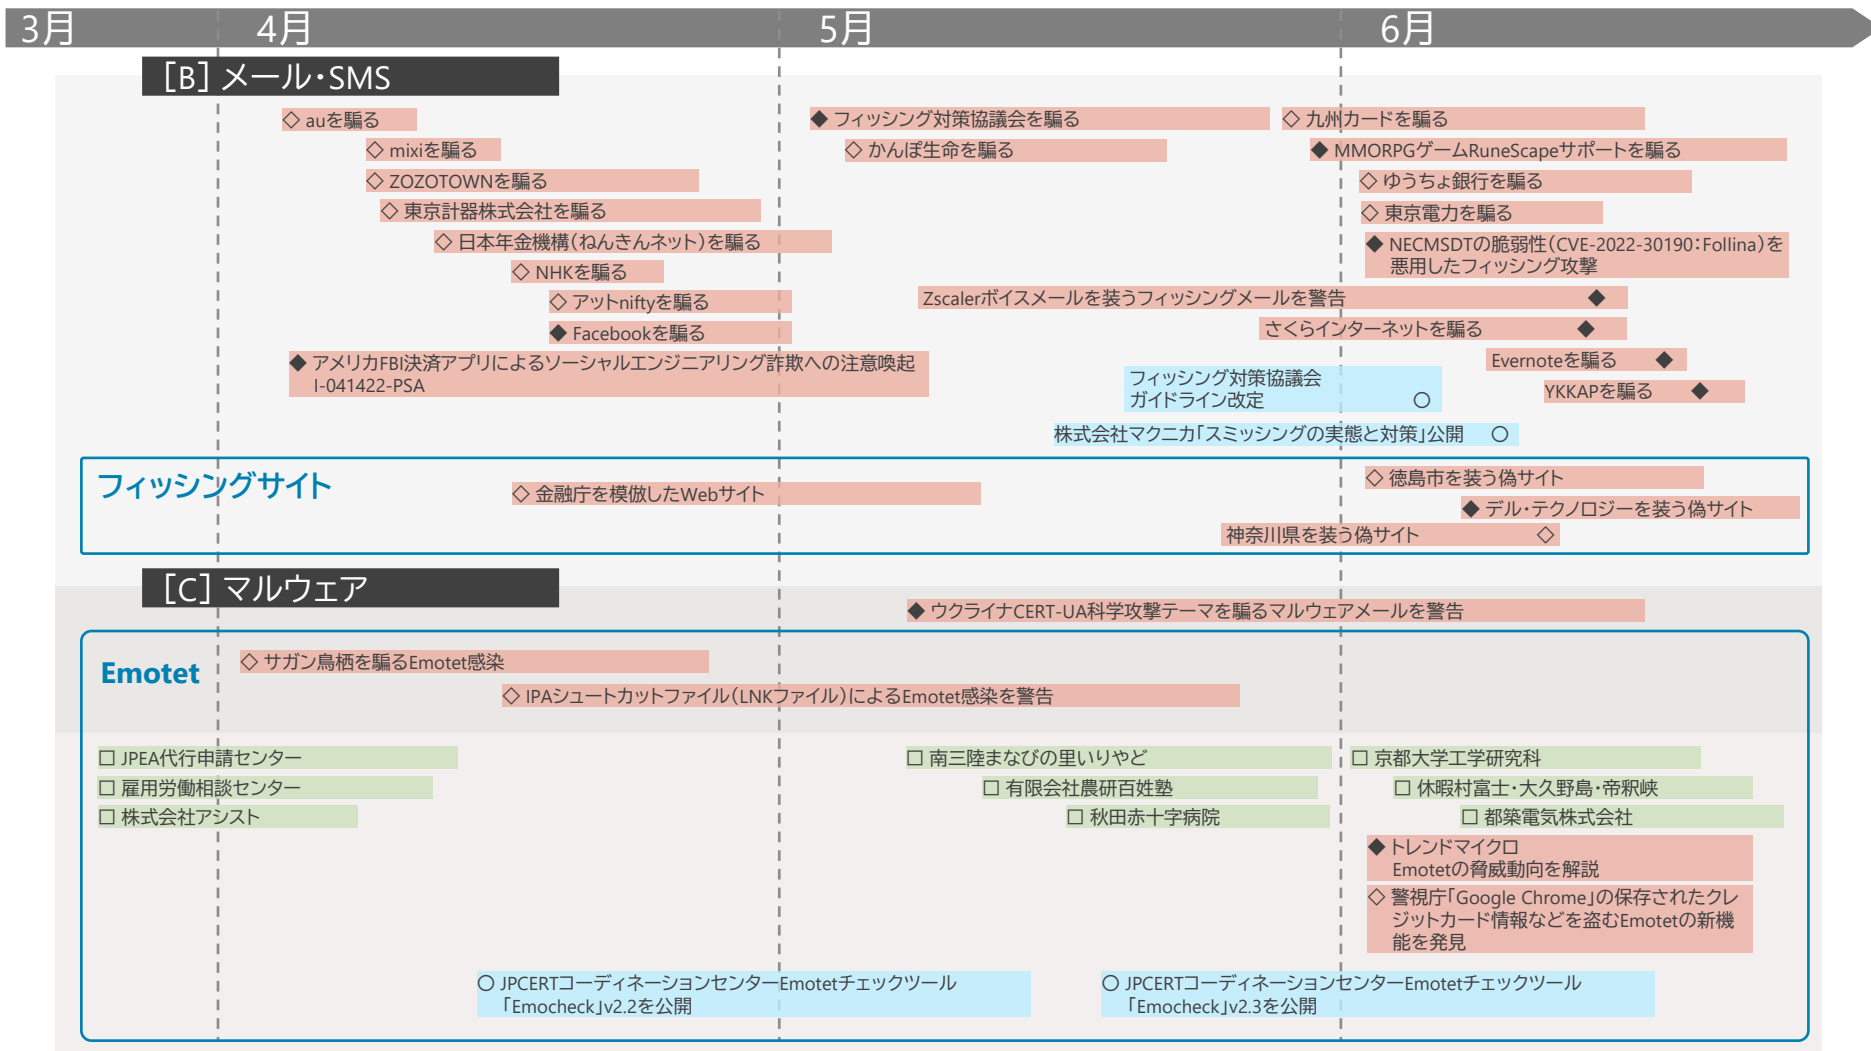 3月 4月 5月 6月
[B] メール・SMS
◇ auを騙る
◇ mixiを騙る
◇ ZOZOTOWNを騙る
◇ 東京計器株式会社を騙る
◇ 日本年金機構(ねんきんネット)を騙る
◇ NHKを騙る
◇ アットniftyを騙る
◆ Facebookを騙る
◆ アメリカFBI決済アプリによるソーシャルエンジニアリング詐欺への注意喚起
I-041422-PSA
◆ フィッシング対策協議会を騙る
◇ かんぽ生命を騙る
◇ 九州カードを騙る
◆ MMORPGゲームRuneScapeサポートを騙る
◇ ゆうちょ銀行を騙る
◇ 東京電力を騙る
◆ NECMSDTの脆弱性(CVE-2022-30190:Follina)を
悪用したフィッシング攻撃
Zscalerボイスメールを装うフィッシングメールを警告 ◆
さくらインターネットを騙る ◆
Evernoteを騙る ◆
YKKAPを騙る ◆
フィッシング対策協議会
ガイドライン改定 ○
株式会社マクニカ「スミッシングの実態と対策」公開 ○
フィッシングサイト
◇ 金融庁を模倣したWebサイト
◇ 徳島市を装う偽サイト
◆ デル・テクノロジーを装う偽サイト
神奈川県を装う偽サイト ◇
[C] マルウェア
◆ ウクライナCERT-UA科学攻撃テーマを騙るマルウェアメールを警告
Emotet
◇ サガン鳥栖を騙るEmotet感染
◇ IPAシュートカットファイル(LNKファイル)によるEmotet感染を警告
□ JPEA代行申請センター
□ 雇用労働相談センター
□ 株式会社アシスト
□ 南三陸まなびの里いりやど
□ 有限会社農研百姓塾
□ 秋田赤十字病院
□ 京都大学工学研究科
□ 休暇村富士・大久野島・帝釈峡
□ 都築電気株式会社
◆ トレンドマイクロ
Emotetの脅威動向を解説
◇ 警視庁「Google Chrome」の保存されたクレ
ジットカード情報などを盗むEmotetの新機
能を発見
○ JPCERTコーディネーションセンターEmotetチェックツール
「Emocheck」v2.2を公開
○ JPCERTコーディネーションセンターEmotetチェックツール
「Emocheck」v2.3を公開